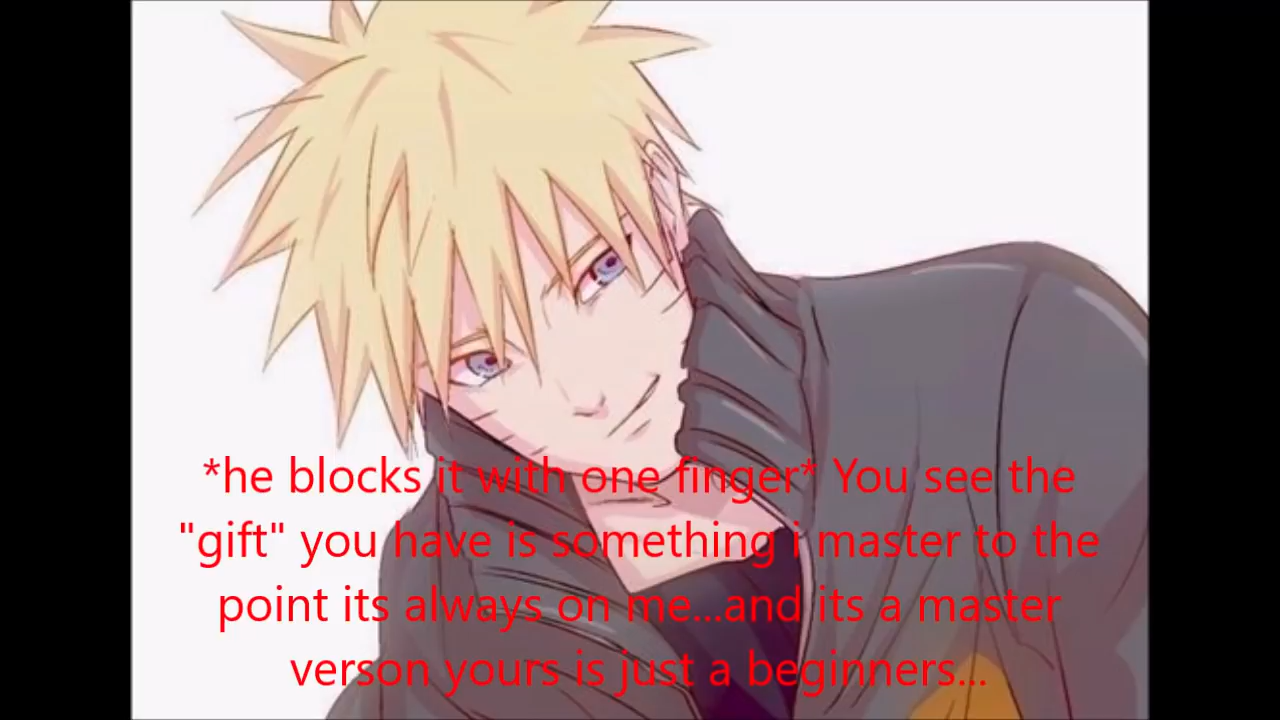 *he blocks it with one finger* You see the
"gift" you have is something i master to the
point its always on me...and its a master
verson yours is just a beginners...